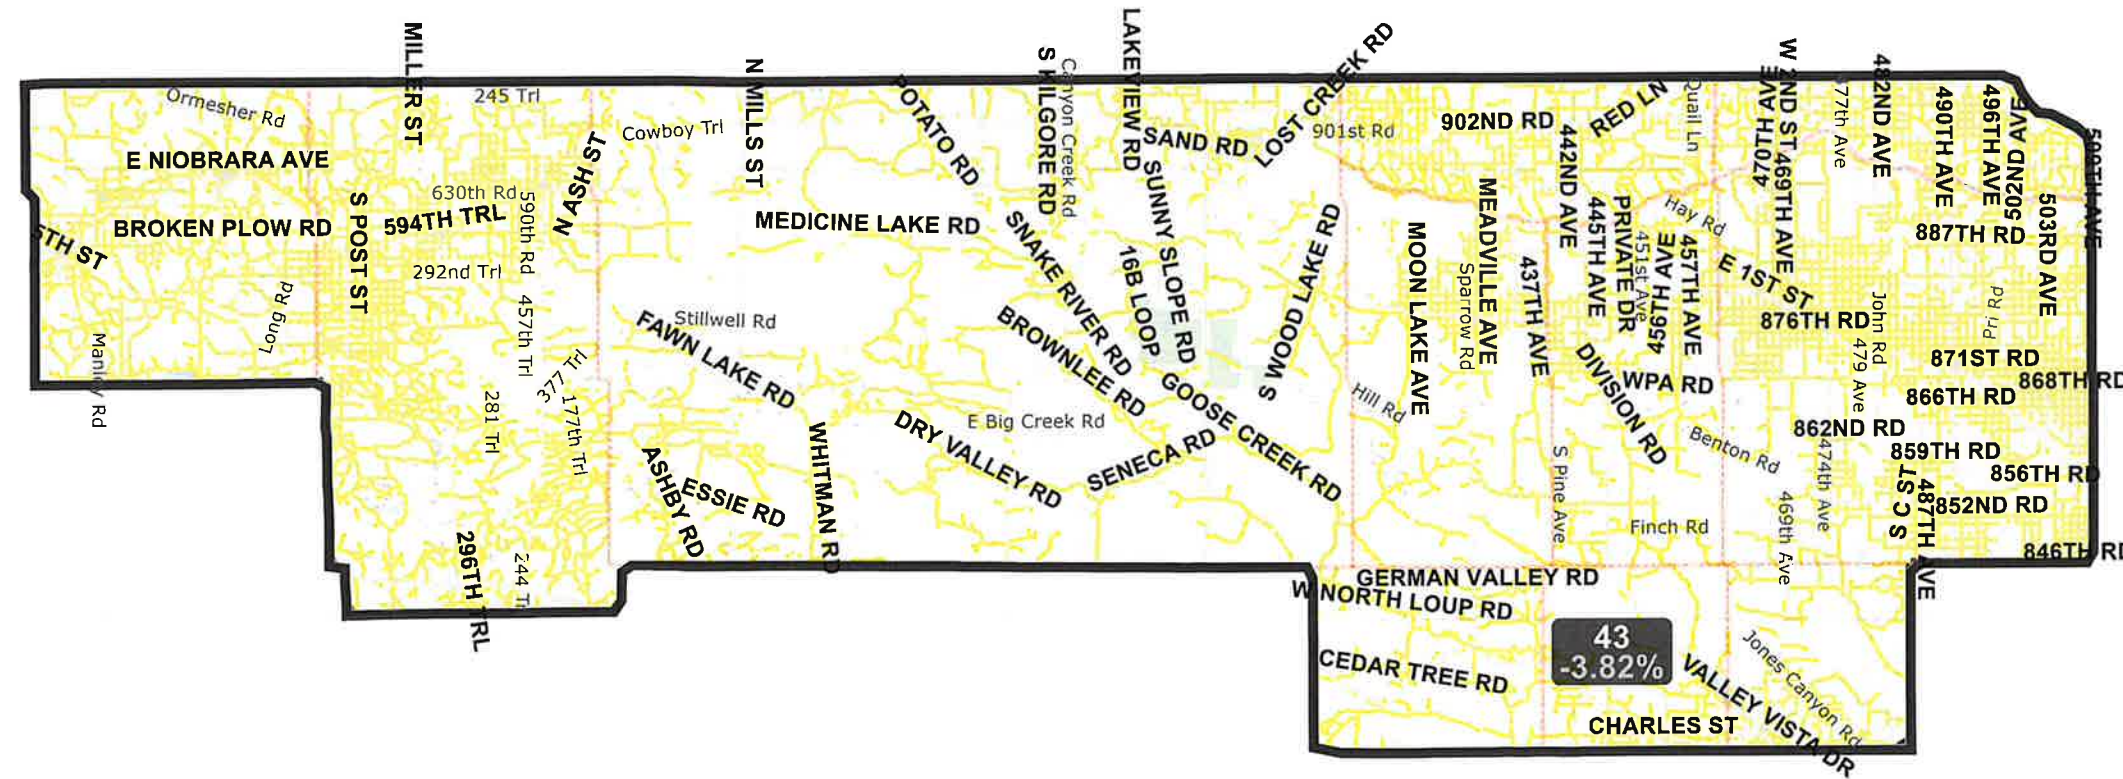 MILLER ST
N MILLS ST
S KILGORE RD
Canyon Creek Rd
LAKEVIEW RD
LOST CREEK RD
W 2ND ST
470TH AVE
477th Ave
482ND AVE
490TH AVE
496TH AVE
502ND AVE
509TH AVE
Ormesher Rd
245 Trl
Cowboy Trl
POTATO RD
SAND RD
901st Rd
902ND RD
RED LN
Quail Ln
E NIOBRARA AVE
630th Rd
590th Rd
N ASH ST
442ND AVE
469TH AVE
BROKEN PLOW RD
S POST ST
594TH TRL
MEDICINE LAKE RD
SNAKE RIVER RD
16B LOOP
SUNNY SLOPE RD
S WOOD LAKE RD
MOON LAKE AVE
MEADVILLE AVE
Sparrow Rd
437TH AVE
445TH AVE
PRIVATE DR
451st Ave
456TH AVE
457TH AVE
Hay Rd
E 1ST ST
887TH RD
503RD AVE
5TH ST
292nd Trl
457th Trl
Long Rd
Manley Rd
Stillwell Rd
FAWN LAKE RD
BROWNLEE RD
GOOSE CREEK RD
Hill Rd
DIVISION RD
WPA RD
876TH RD
John Rd
479 Ave
Pri Rd
871ST RD
868TH RD
866TH RD
377 Trl
281 Trl
177th Trl
WHITMAN RD
DRY VALLEY RD
E Big Creek Rd
SENECA RD
S Pine Ave
Benton Rd
862ND RD
474th Ave
859TH RD
856TH RD
ASHBY RD
ESSIE RD
469th Ave
S C ST
487TH AVE
852ND RD
296TH TRL
244 Trl
Finch Rd
846TH RD
GERMAN VALLEY RD
W NORTH LOUP RD
43
-3.82%
CEDAR TREE RD
VALLEY VISTA DR
Jones Canyon Rd
CHARLES ST